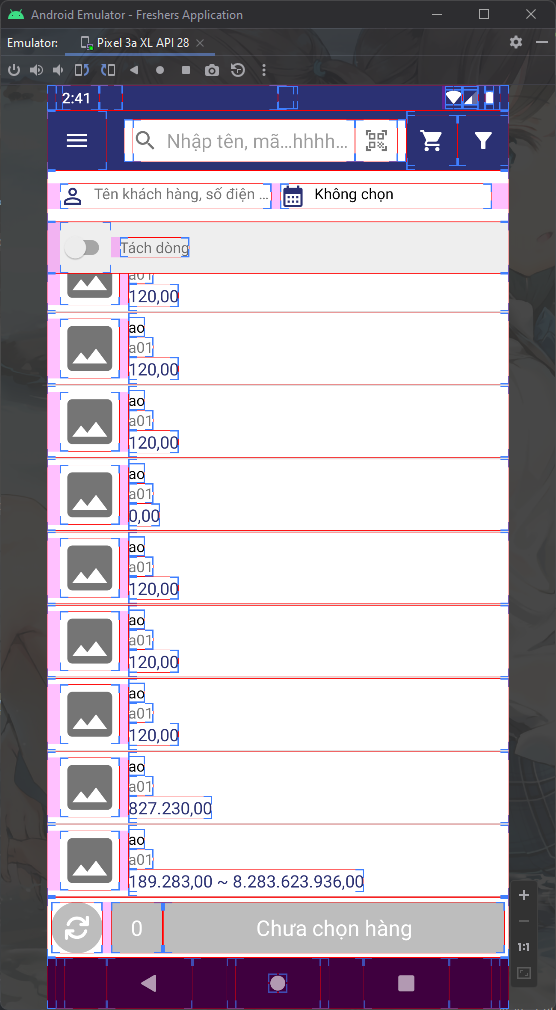 Android Emulator - Freshers Application
Emulator: Pixel 3a XL API 28
2:41
Nhập tên, mã...hhhh...
Tên khách hàng, số điện ... Không chọn
Tách dòng
a01
120,00
ao
a01
120,00
ao
a01
120,00
ao
a01
0,00
ao
a01
120,00
ao
a01
120,00
ao
a01
120,00
ao
a01
827.230,00
ao
a01
189.283,00 ~ 8.283.623.936,00
0 Chưa chọn hàng
1:1